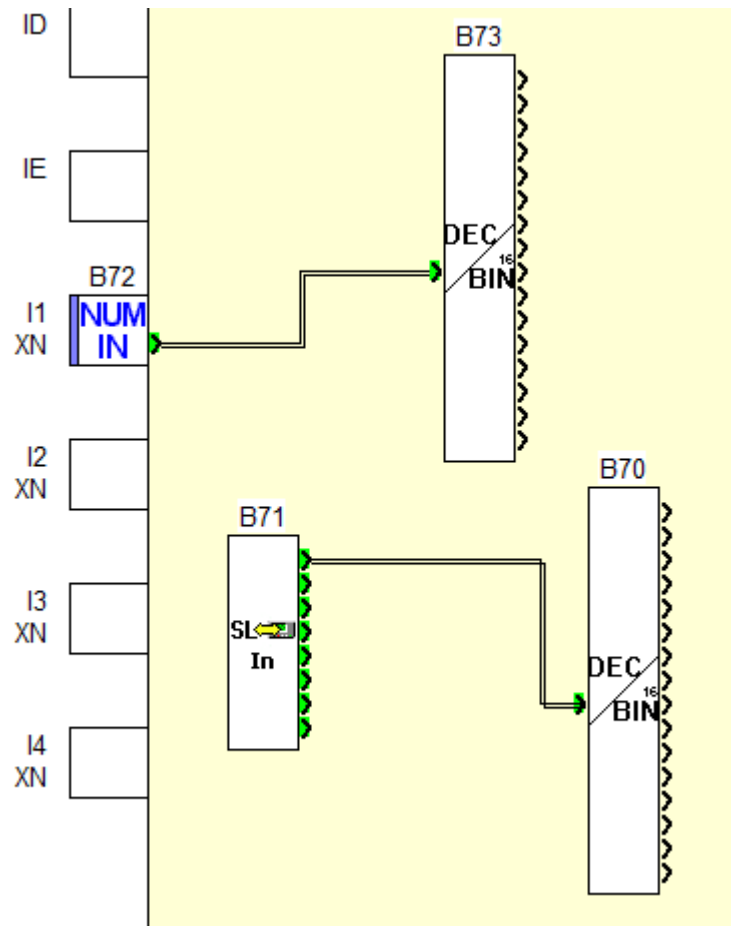 ID
B73
IE
DEC
16
BIN
B72
I1
XN
NUM
IN
I2
XN
B70
B71
I3
XN
SL
In
DEC
16
BIN
I4
XN